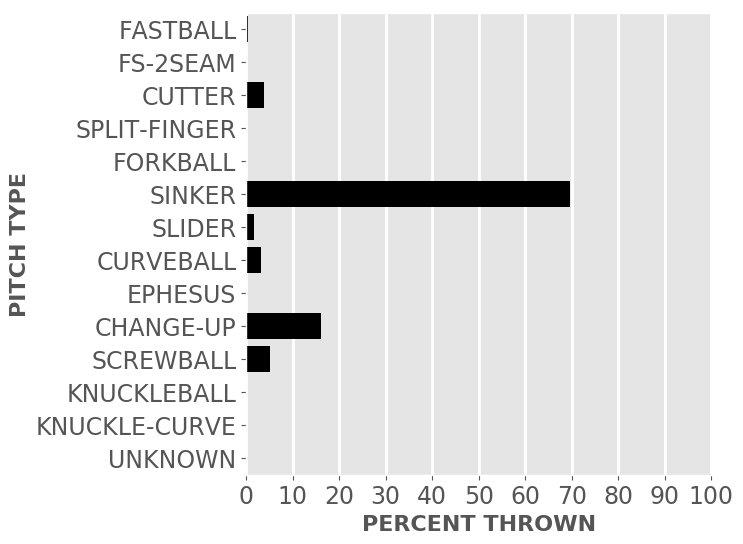 FASTBALL
FS-2SEAM
CUTTER
SPLIT-FINGER
FORKBALL
SINKER
SLIDER
CURVEBALL
EPHESUS
CHANGE-UP
SCREWBALL
KNUCKLEBALL
KNUCKLE-CURVE
UNKNOWN
PITCH TYPE
0 10 20 30 40 50 60 70 80 90 100
PERCENT THROWN